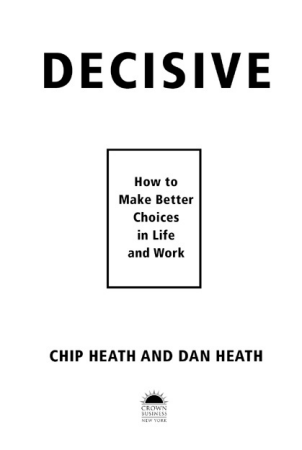 DECISIVE
How to
Make Better
Choices
in Life
and Work
CHIP HEATH AND DAN HEATH
CROWN
BUSINESS
NEW YORK